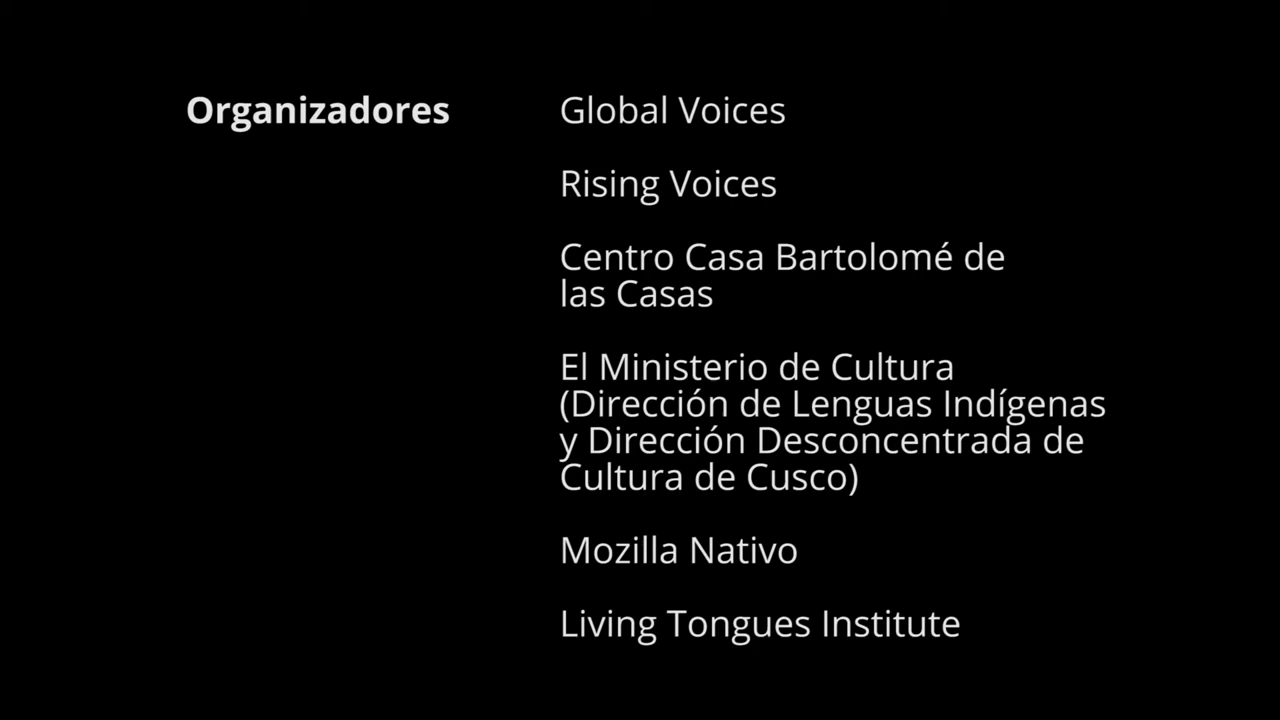 Organizadores
Global Voices
Rising Voices
Centro Casa Bartolomé de
las Casas
El Ministerio de Cultura
(Dirección de Lenguas Indígenas
y Dirección Desconcentrada de
Cultura de Cusco)
Mozilla Nativo
Living Tongues Institute